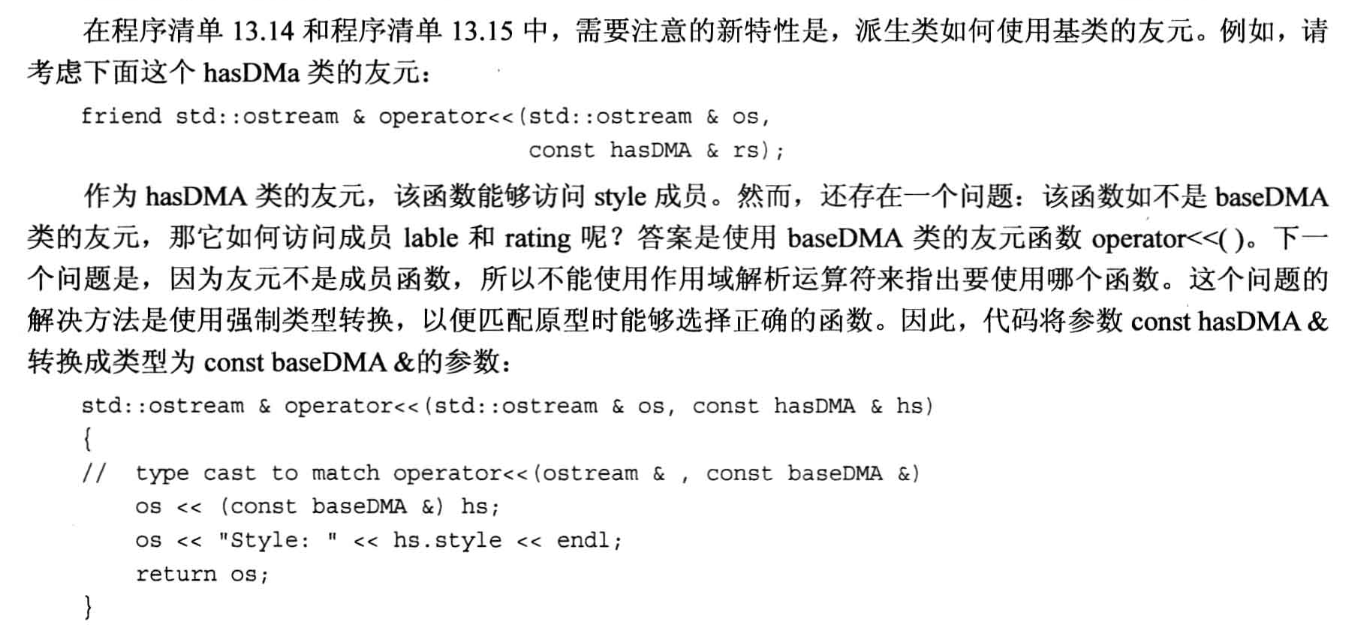 在程序清单 13.14 和程序清单 13.15 中，需要注意的新特性是，派生类如何使用基类的友元。例如，请
考虑下面这个 hasDMa 类的友元：
friend std::ostream & operator<<(std::ostream & os,
const hasDMA & rs);
作为 hasDMA 类的友元，该函数能够访问 style 成员。然而，还存在一个问题：该函数如不是 baseDMA
类的友元，那它如何访问成员 lable 和 rating 呢？答案是使用 baseDMA 类的友元函数 operator<<( )。下一
个问题是，因为友元不是成员函数，所以不能使用作用域解析运算符来指出要使用哪个函数。这个问题的
解决方法是使用强制类型转换，以便匹配原型时能够选择正确的函数。因此，代码将参数 const hasDMA &
转换成类型为 const baseDMA &的参数：
std::ostream & operator<<(std::ostream & os, const hasDMA & hs)
{
// type cast to match operator<<(ostream & , const baseDMA &)
os << (const baseDMA &) hs;
os << "Style: " << hs.style << endl;
return os;
}